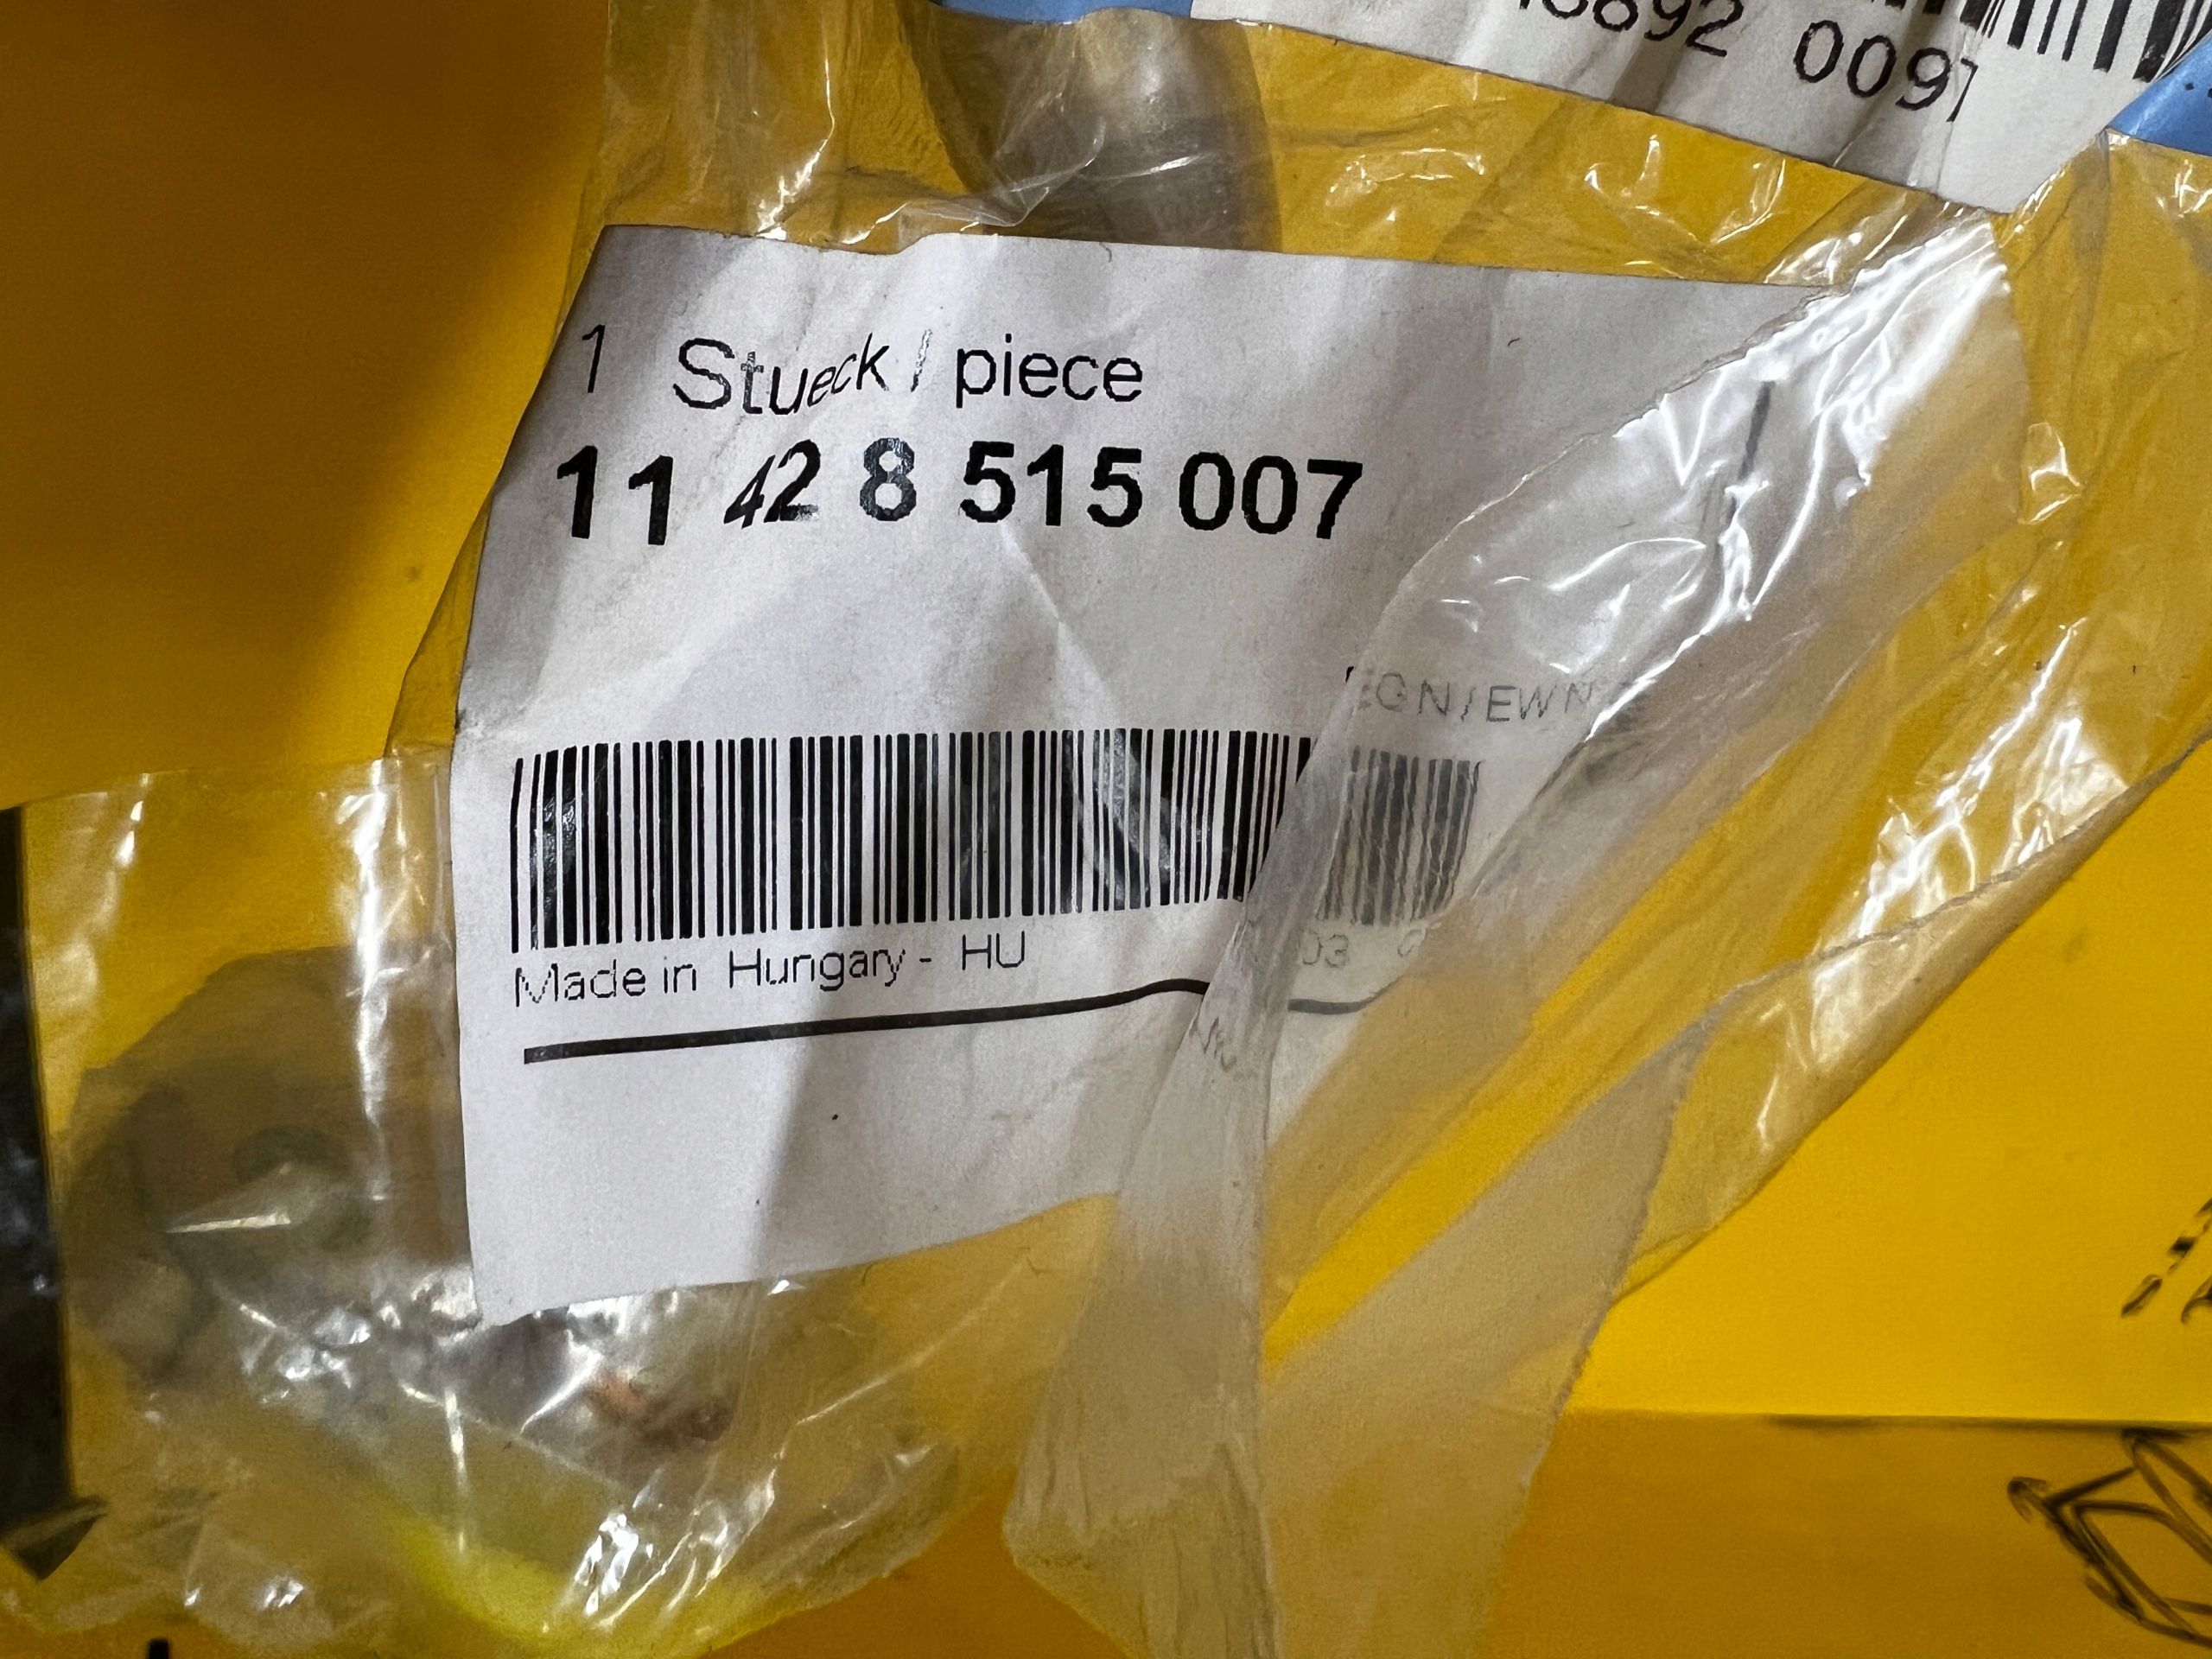 0097
1 Stueck / piece
11 42 8 515 007
Made in Hungary - HU